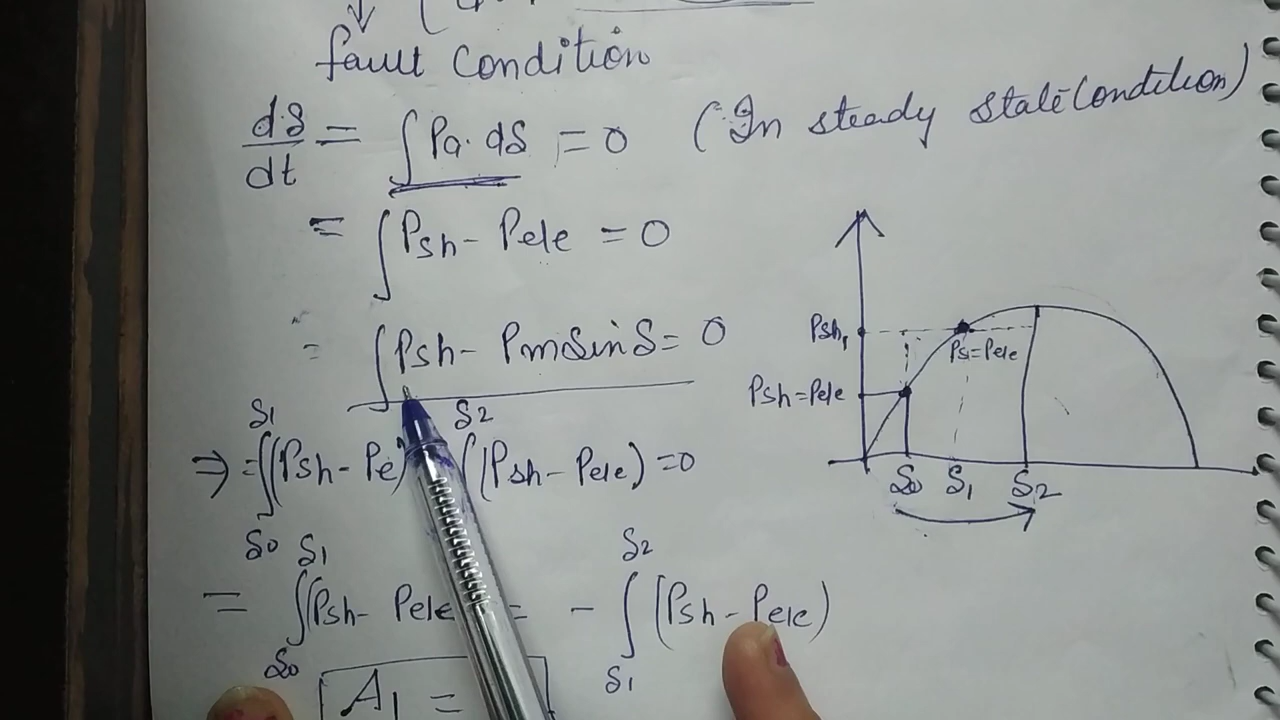 fault Condition
dδ/dt = ∫ Pa. dδ = 0 (In steady state Condition)
= ∫ Psh - Pele = 0
= ∫ Psh - Pm Sin δ = 0
⇒ = ∫ δ0 δ1 (Psh - Pe) ∫ δ2 (Psh - Pele) = 0
= ∫ δ0 δ1 (Psh - Pele = - ∫ δ1 δ2 (Psh - Pele)
A1 =
Psh1
Ps=Pele
Psh=Pele
δ0 δ1 δ2